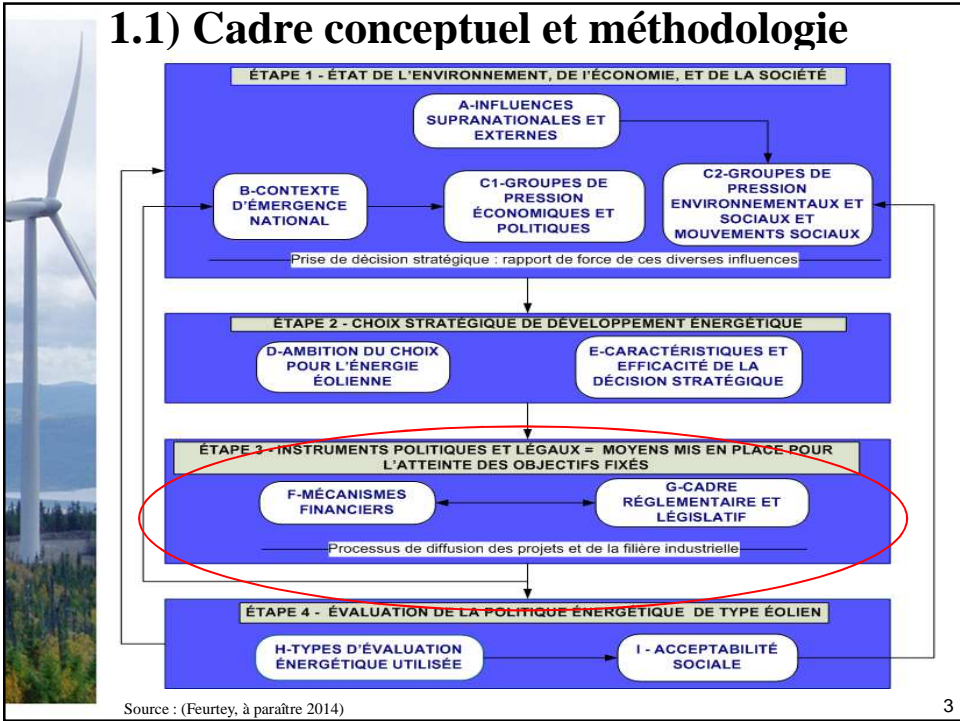 1.1) Cadre conceptuel et méthodologie
ÉTAPE 1 - ÉTAT DE L'ENVIRONNEMENT, DE l'ÉCONOMIE, ET DE LA SOCIÉTÉ
A-INFLUENCES
SUPRANATIONALES ET
EXTERNES
B-CONTEXTE
D'ÉMERGENCE
NATIONAL
C1-GROUPES DE
PRESSION
ÉCONOMIQUES ET
POLITIQUES
C2-GROUPES DE
PRESSION
ENVIRONNEMENTAUX ET
SOCIAUX ET
MOUVEMENTS SOCIAUX
Prise de décision stratégique : rapport de force de ces diverses influences
ÉTAPE 2 - CHOIX STRATÉGIQUE DE DÉVELOPPEMENT ÉNERGÉTIQUE
D-AMBITION DU CHOIX
POUR L'ÉNERGIE
ÉOLIENNE
E-CARACTÉRISTIQUES ET
EFFICACITÉ DE LA
DÉCISION STRATÉGIQUE
ÉTAPE 3 - INSTRUMENTS POLITIQUES ET LÉGAUX = MOYENS MIS EN PLACE POUR
L'ATTEINTE DES OBJECTIFS FIXÉS
F-MÉCANISMES
FINANCIERS
G-CADRE
RÉGLEMENTAIRE ET
LÉGISLATIF
Processus de diffusion des projets et de la filière industrielle
ÉTAPE 4 - ÉVALUATION DE LA POLITIQUE ÉNERGÉTIQUE DE TYPE ÉOLIEN
H-TYPES D'ÉVALUATION
ÉNERGÉTIQUE UTILISÉE
I - ACCEPTABILITÉ
SOCIALE
Source : (Feurtey, à paraître 2014)
3